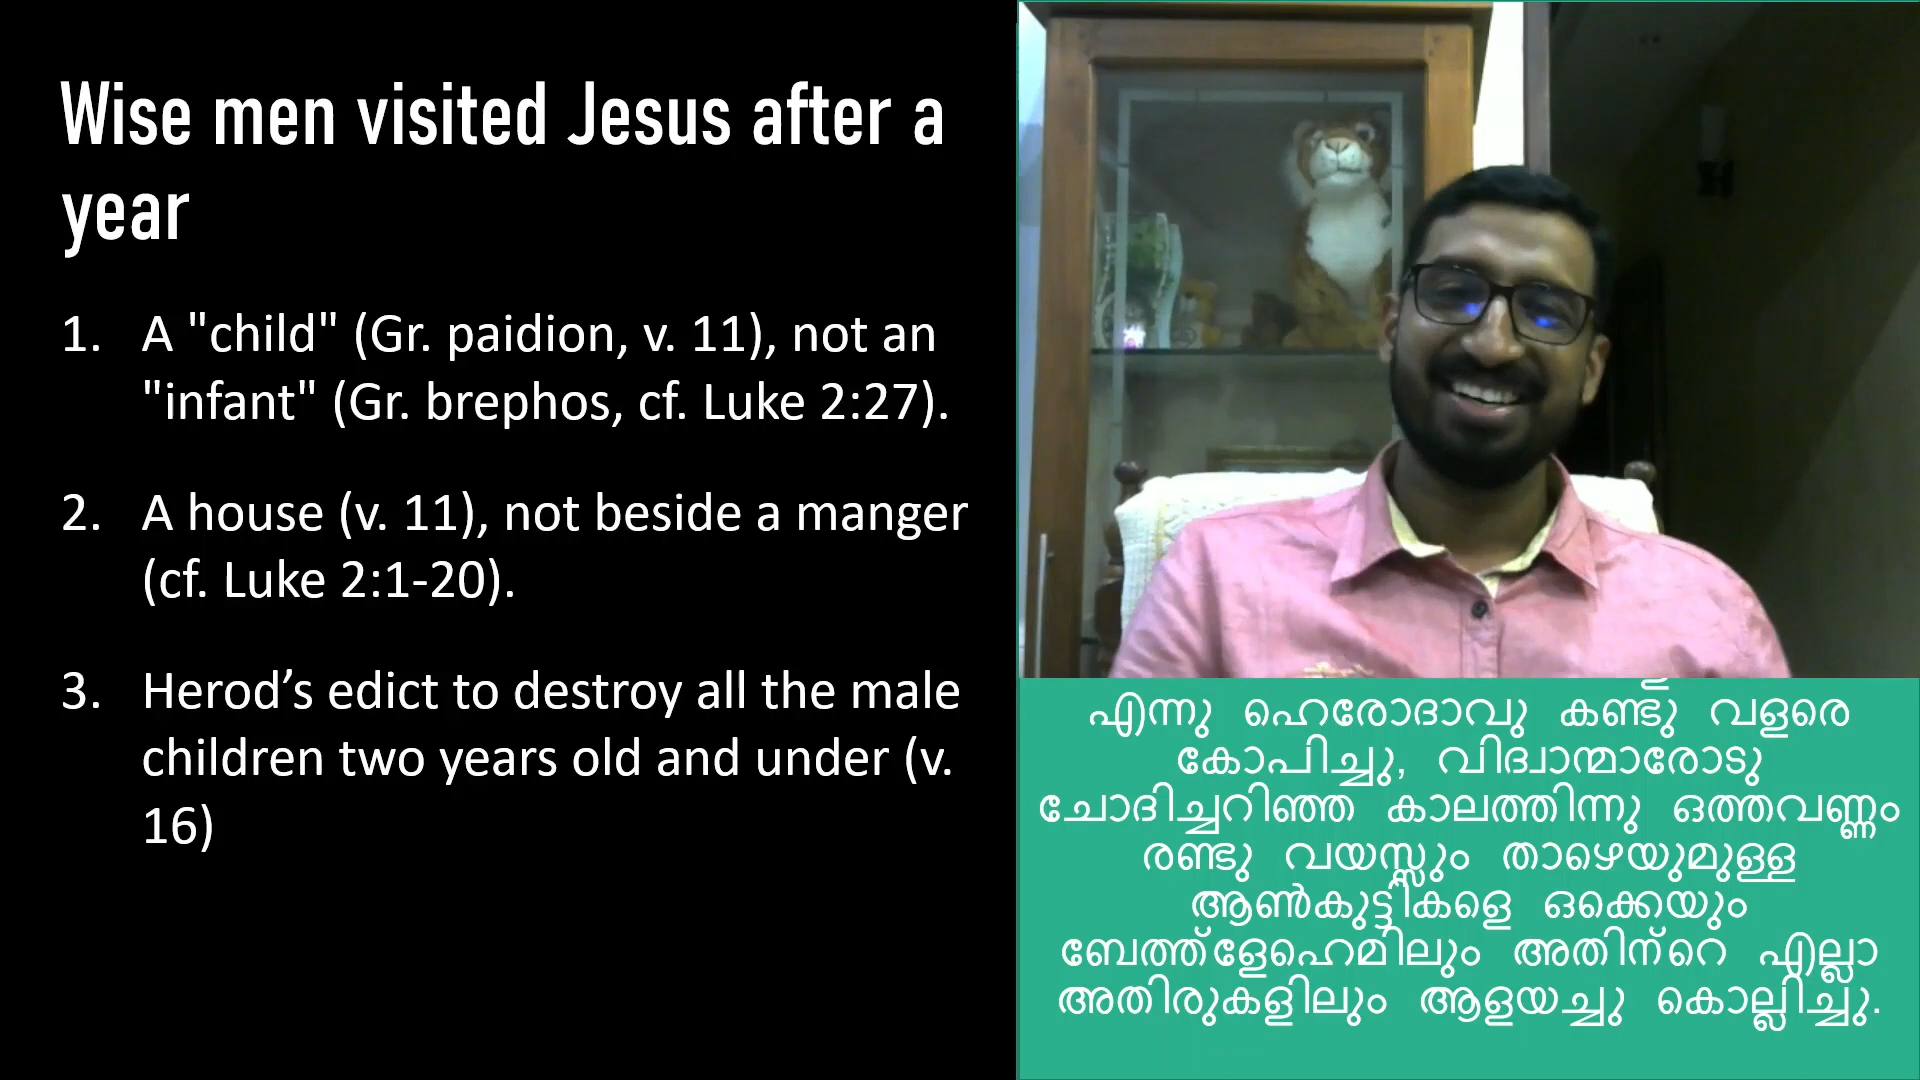 Wise men visited Jesus after a
year
1. A "child" (Gr. paidion, v. 11), not an
"infant" (Gr. brephos, cf. Luke 2:27).
2. A house (v. 11), not beside a manger
(cf. Luke 2:1-20).
3. Herod’s edict to destroy all the male
children two years old and under (v.
16)
എന്നു ഹെരോദാവു കണ്ടു വളരെ
കോപിച്ചു, വിദ്വാന്മാരോടു
ചോദിച്ചറിഞ്ഞ കാലത്തിന്നു ഒത്തവണ്ണം
രണ്ടു വയസ്സും താഴെയുമുള്ള
ആൺകുട്ടികളെ ഒക്കെയും
ബേത്ത്ളേഹെമിലും അതിന്റെ എല്ലാ
അതിരുകളിലും ആളയച്ചു കൊല്ലിച്ചു.